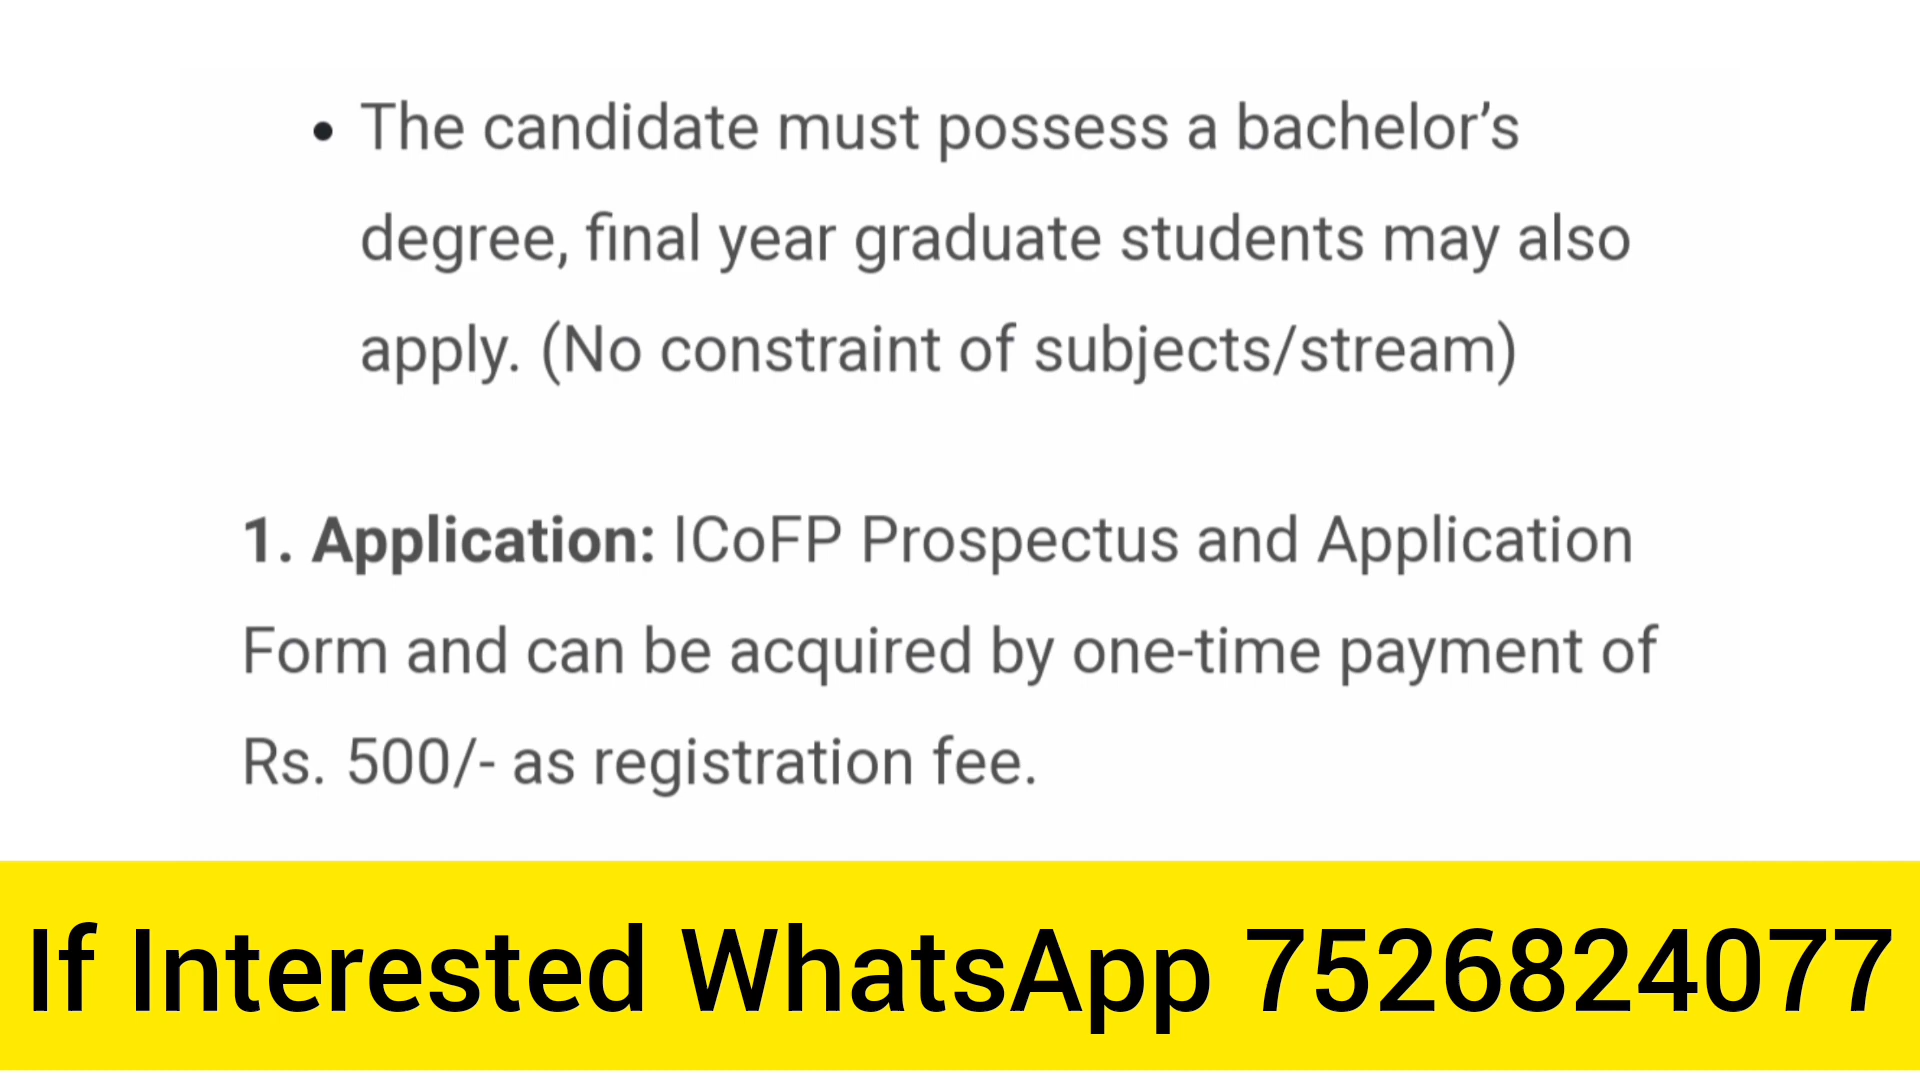 • The candidate must possess a bachelor’s
degree, final year graduate students may also
apply. (No constraint of subjects/stream)
1. Application: ICoFP Prospectus and Application
Form and can be acquired by one-time payment of
Rs. 500/- as registration fee.
If Interested WhatsApp 7526824077